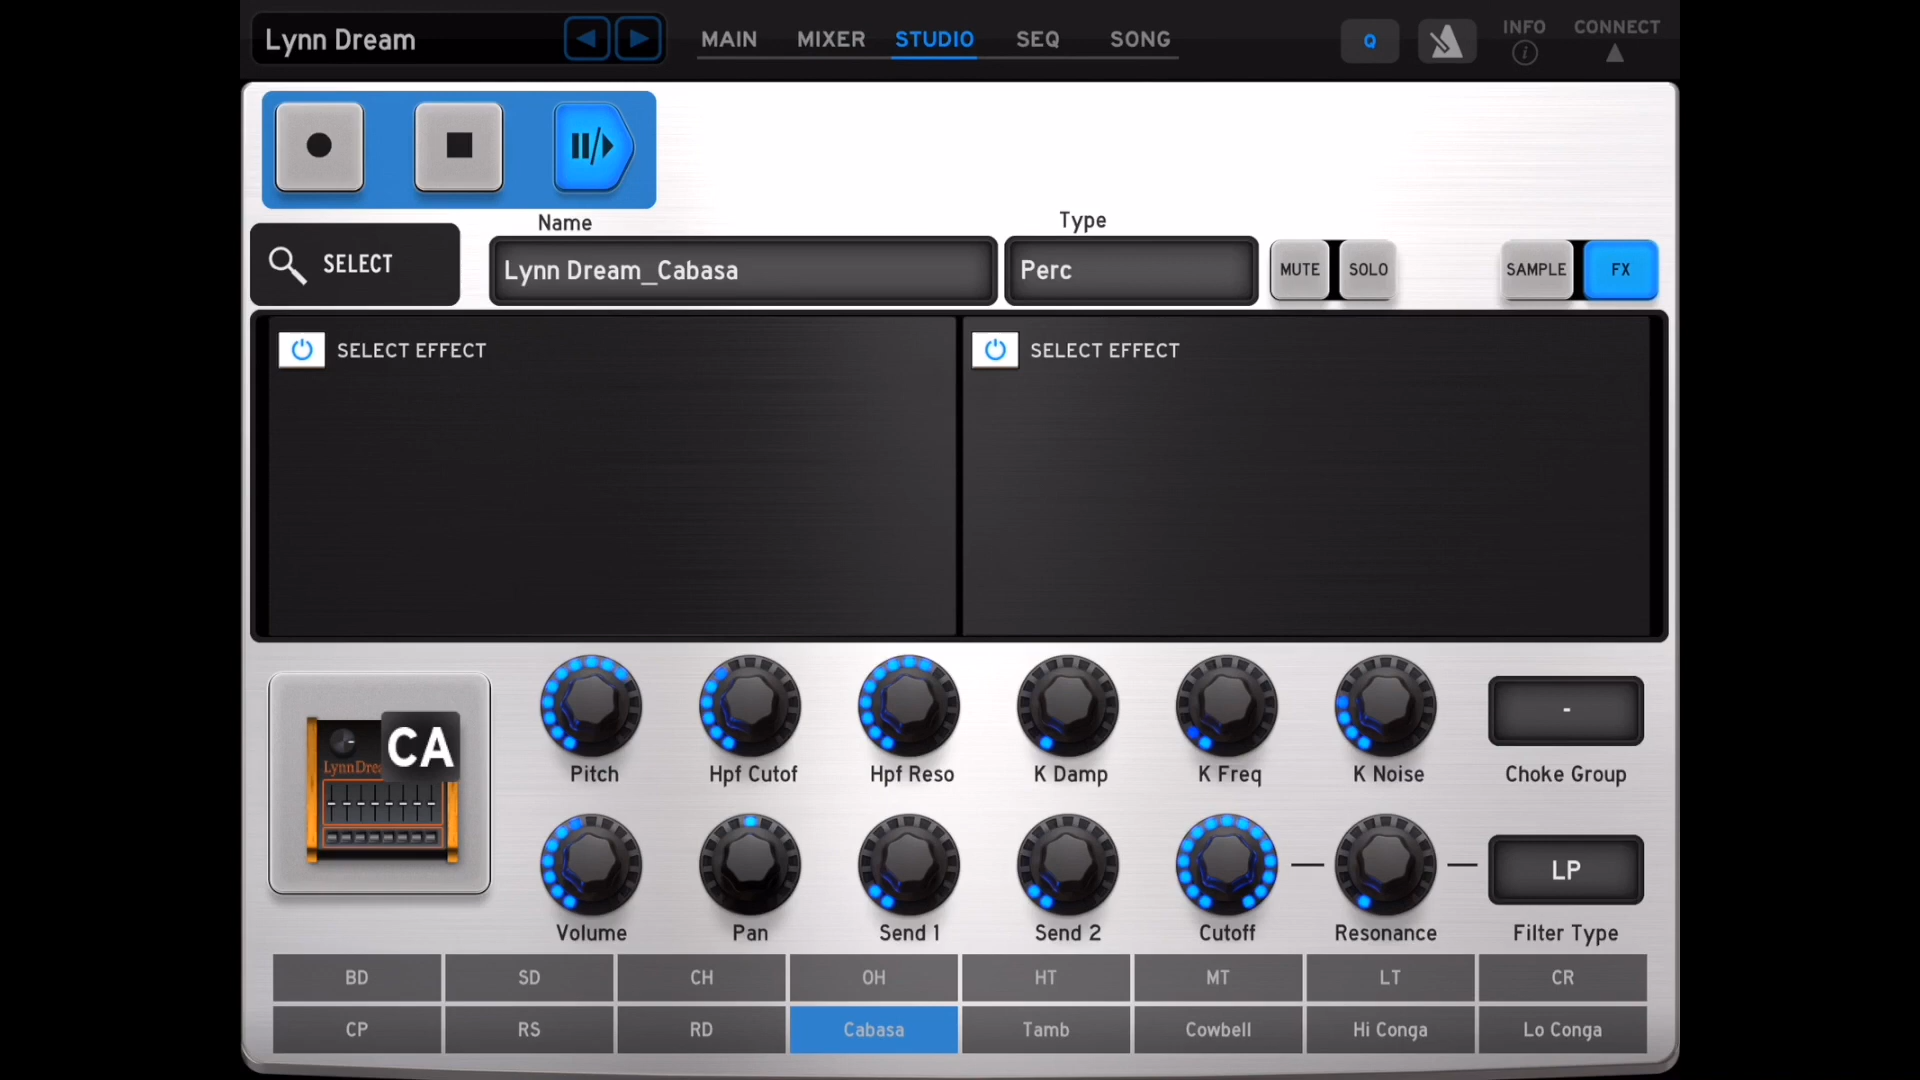 Lynn Dream
MAIN
MIXER
STUDIO
SEQ
SONG
Q
INFO
CONNECT
Name
Type
SELECT
Lynn Dream_Cabasa
Perc
MUTE
SOLO
SAMPLE
FX
SELECT EFFECT
SELECT EFFECT
Pitch
Hpf Cutof
Hpf Reso
K Damp
K Freq
K Noise
-
Choke Group
CA
Volume
Pan
Send 1
Send 2
Cutoff
Resonance
LP
Filter Type
BD
SD
CH
OH
HT
MT
LT
CR
CP
RS
RD
Cabasa
Tamb
Cowbell
Hi Conga
Lo Conga